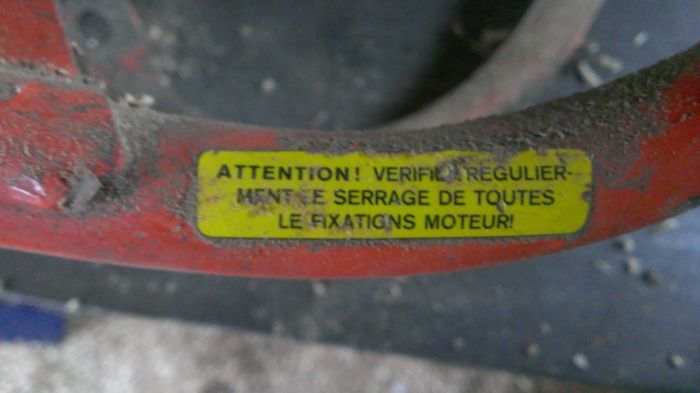 ATTENTION! VERIFIER REGULIER-
MENT LE SERRAGE DE TOUTES
LE FIXATIONS MOTEUR!